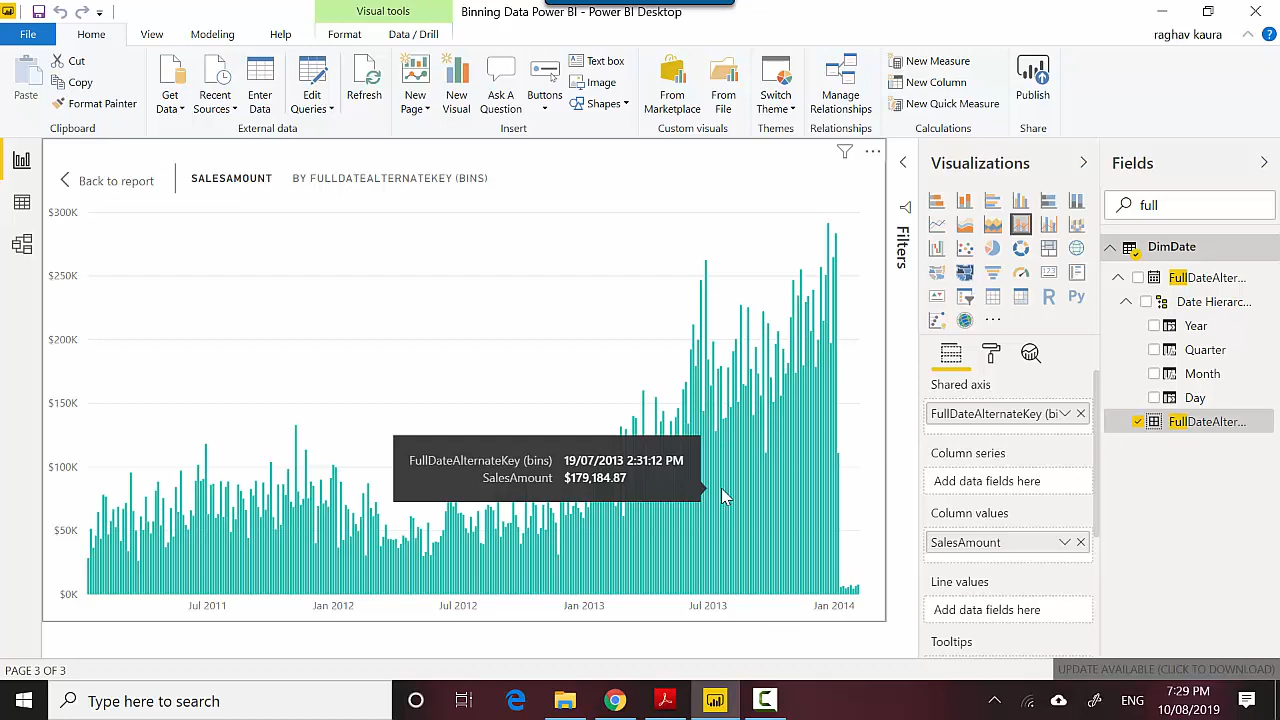 Visual tools
Binning Data Power BI - Power BI Desktop
File
Home
View
Modeling
Help
Format
Data / Drill
raghav kaura
Paste
Cut
Copy
Format Painter
Clipboard
Get Data
Recent Sources
Enter Data
Edit Queries
Refresh
External data
New Page
New Visual
Ask A Question
Buttons
Text box
Image
Shapes
Insert
From Marketplace
From File
Custom visuals
Switch Theme
Themes
Manage Relationships
Relationships
New Measure
New Column
New Quick Measure
Calculations
Publish
Share
Back to report
SALESAMOUNT
BY FULLDATEALTERNATEKEY (BINS)
$300K
$250K
$200K
$150K
$100K
$50K
$0K
Jul 2011
Jan 2012
Jul 2012
Jan 2013
Jul 2013
Jan 2014
FullDateAlternateKey (bins) 19/07/2013 2:31:12 PM
SalesAmount $179,184.87
Filters
Visualizations
R
Py
123
Shared axis
FullDateAlternateKey (bi
Column series
Add data fields here
Column values
SalesAmount
Line values
Add data fields here
Tooltips
Fields
full
DimDate
FullDateAlter...
Date Hierarc...
Year
Quarter
Month
Day
FullDateAlter...
PAGE 3 OF 3
UPDATE AVAILABLE (CLICK TO DOWNLOAD)
Type here to search
ENG
7:29 PM
10/08/2019